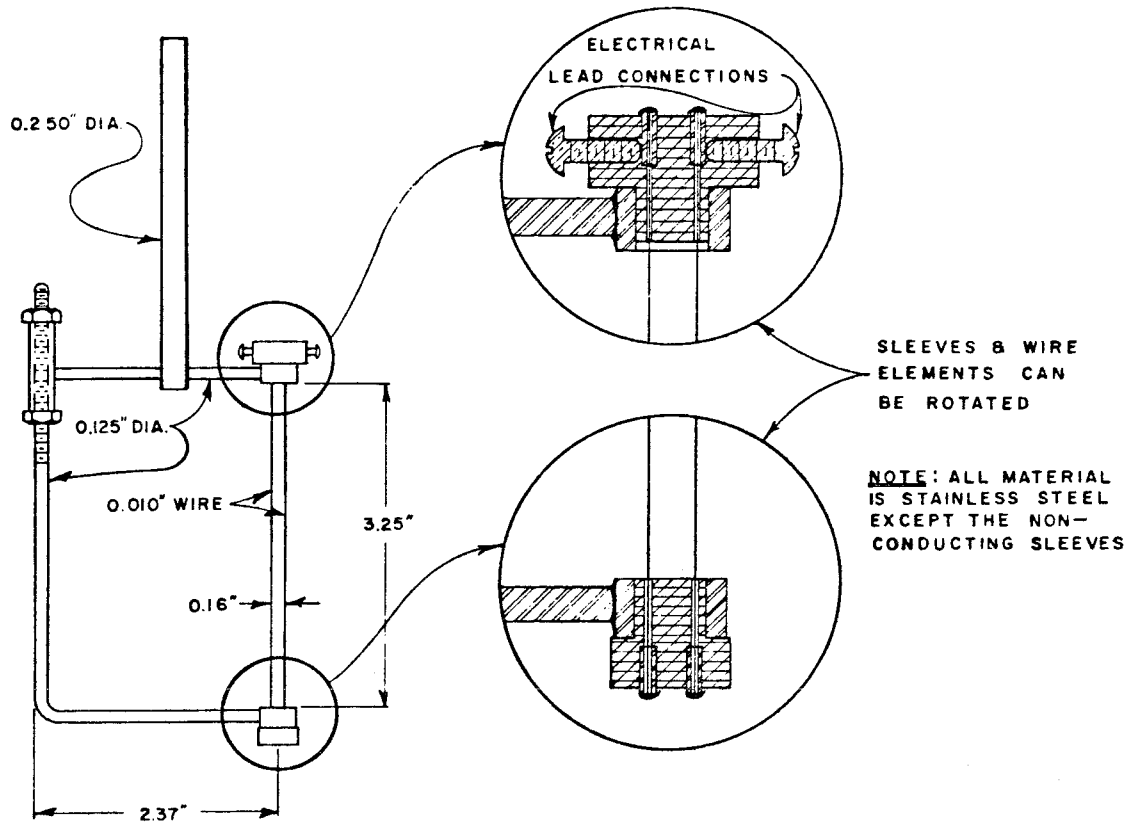 ELECTRICAL
LEAD CONNECTIONS
0.250" DIA.
SLEEVES & WIRE
ELEMENTS CAN
BE ROTATED
0.125" DIA.
NOTE: ALL MATERIAL
IS STAINLESS STEEL
EXCEPT THE NON-
CONDUCTING SLEEVES
0.010" WIRE
3.25"
0.16"
2.37"